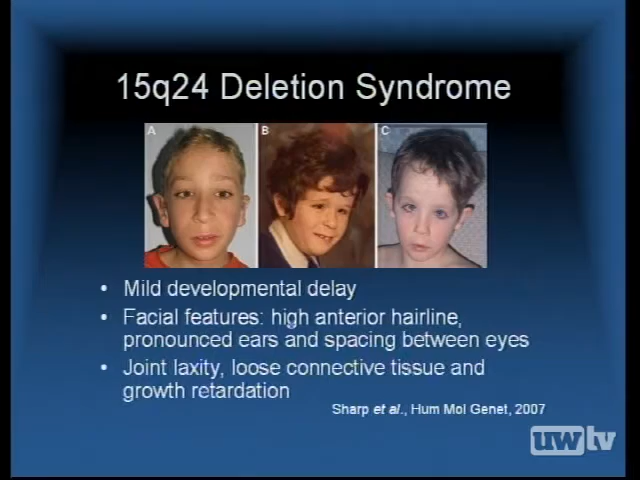 15q24 Deletion Syndrome
A B C
• Mild developmental delay
• Facial features: high anterior hairline,
pronounced ears and spacing between eyes
• Joint laxity, loose connective tissue and
growth retardation
Sharp et al., Hum Mol Genet, 2007
uwtv